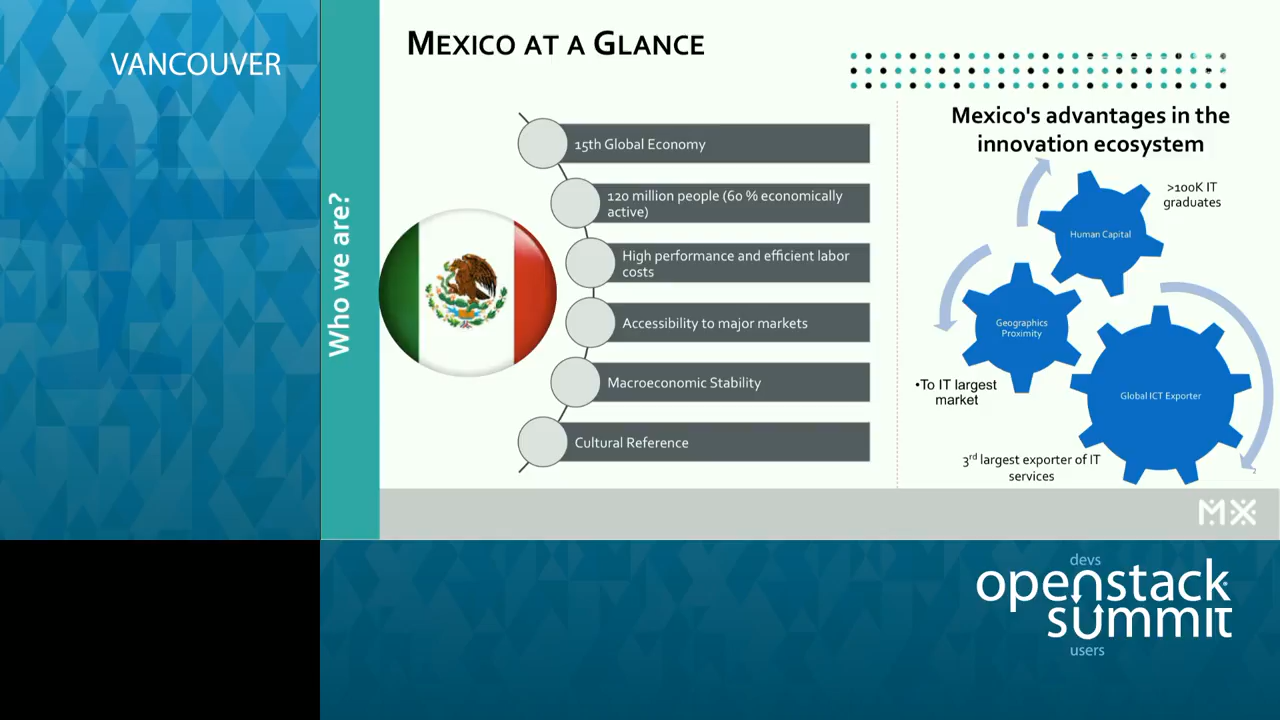 VANCOUVER
Who we are?
MEXICO AT A GLANCE
15th Global Economy
120 million people (60 % economically
active)
High performance and efficient labor
costs
Accessibility to major markets
Macroeconomic Stability
Cultural Reference
Mexico's advantages in the
innovation ecosystem
>100K IT
graduates
Human Capital
Geographics
Proximity
•To IT largest
market
Global ICT Exporter
3rd largest exporter of IT
services
2
MX
devs
openstack
summit
users